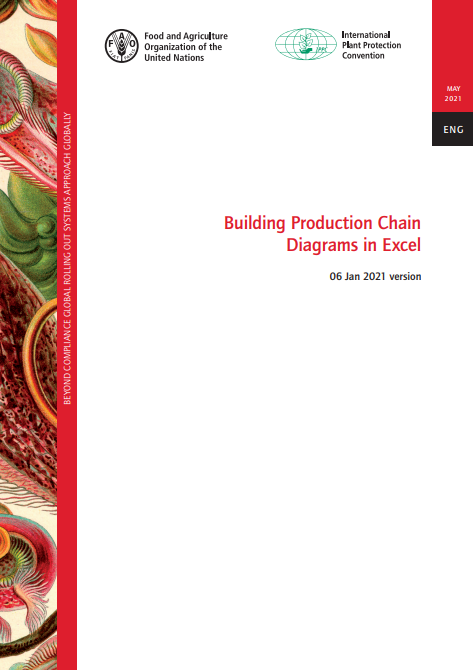 Food and Agriculture
Organization of the
United Nations
International
Plant Protection
Convention
MAY
2021
ENG
BEYOND COMPLIANCE GLOBAL ROLLING OUT SYSTEMS APPROACH GLOBALLY
Building Production Chain
Diagrams in Excel
06 Jan 2021 version